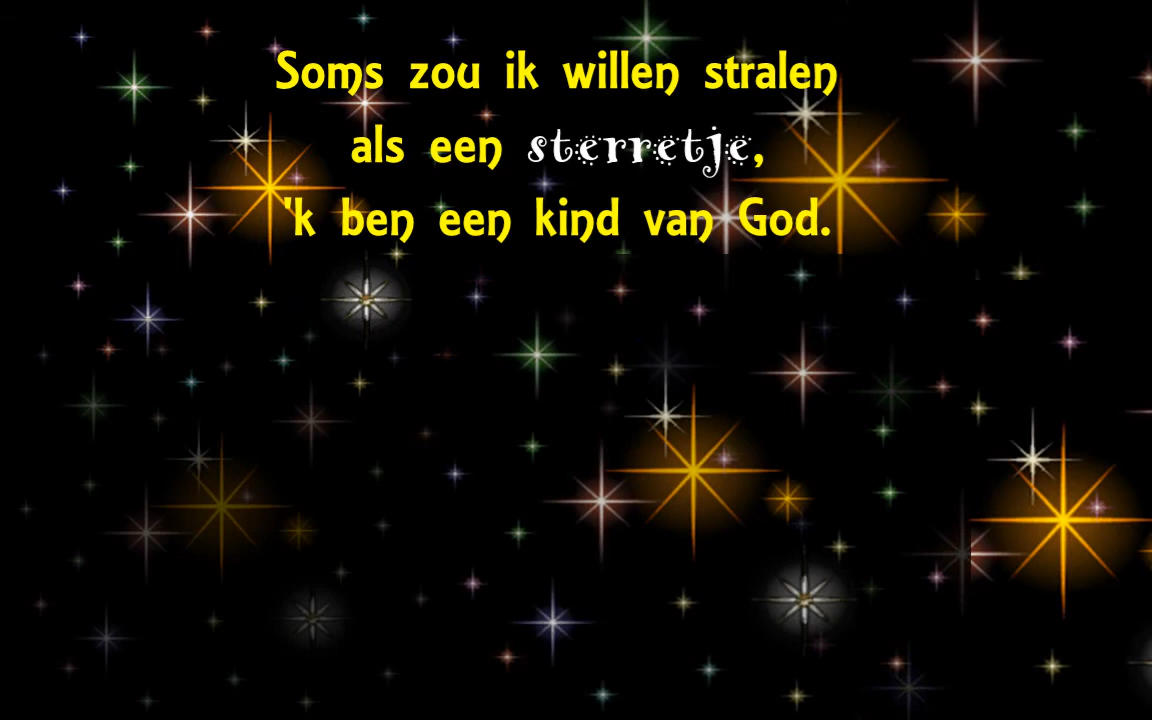 Soms zou ik willen stralen
als een sterretje,
'k ben een kind van God.